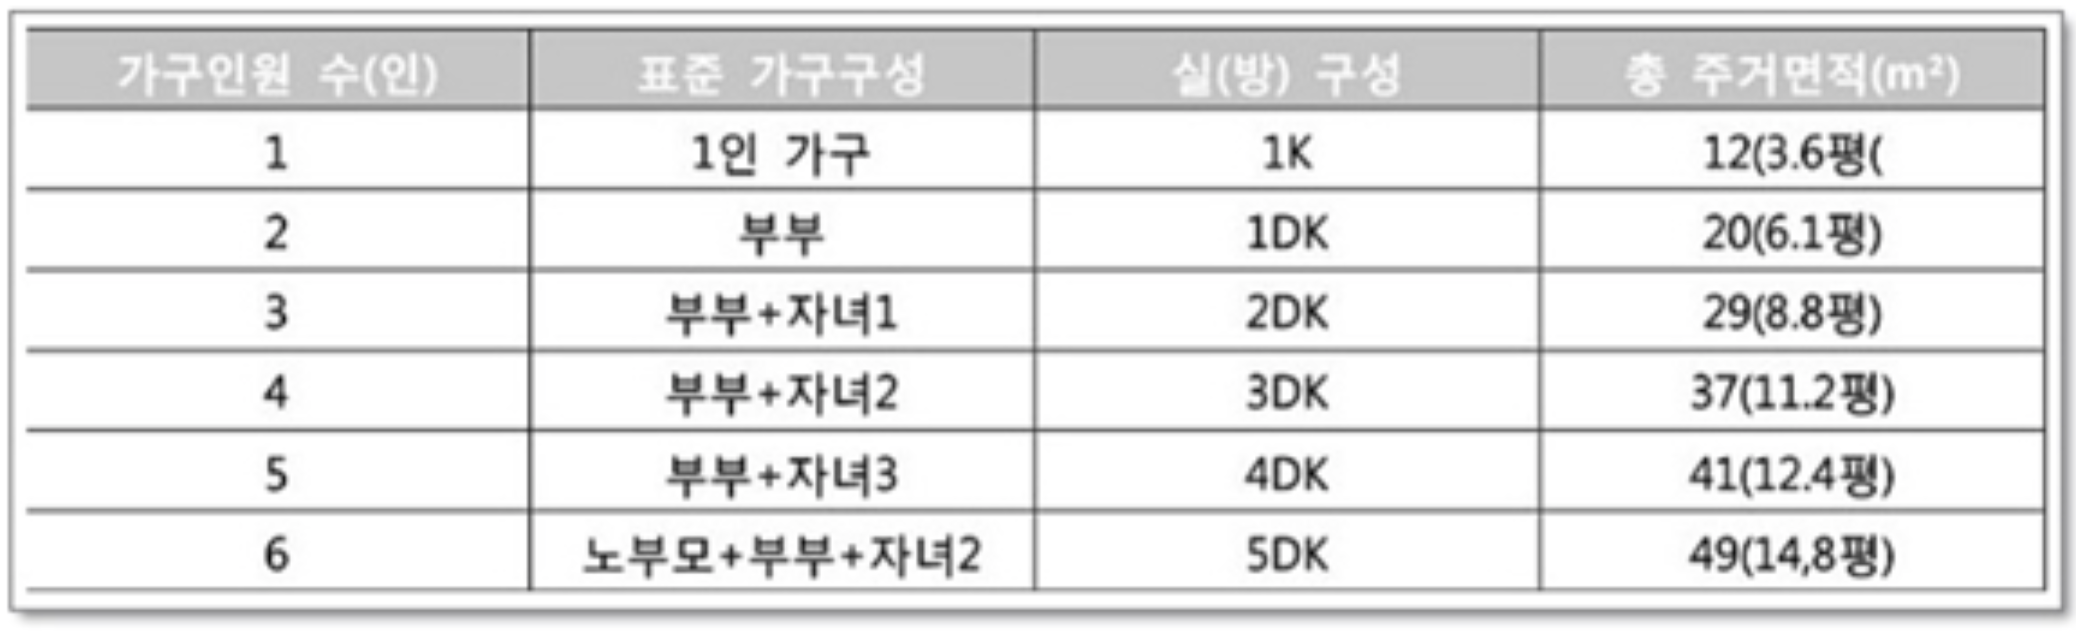 가구인원 수(인) 표준 가구구성 실(방) 구성 총 주거면적(m²)
1 1인 가구 1K 12(3.6평(
2 부부 1DK 20(6.1평)
3 부부+자녀1 2DK 29(8.8평)
4 부부+자녀2 3DK 37(11.2평)
5 부부+자녀3 4DK 41(12.4평)
6 노부모+부부+자녀2 5DK 49(14,8평)